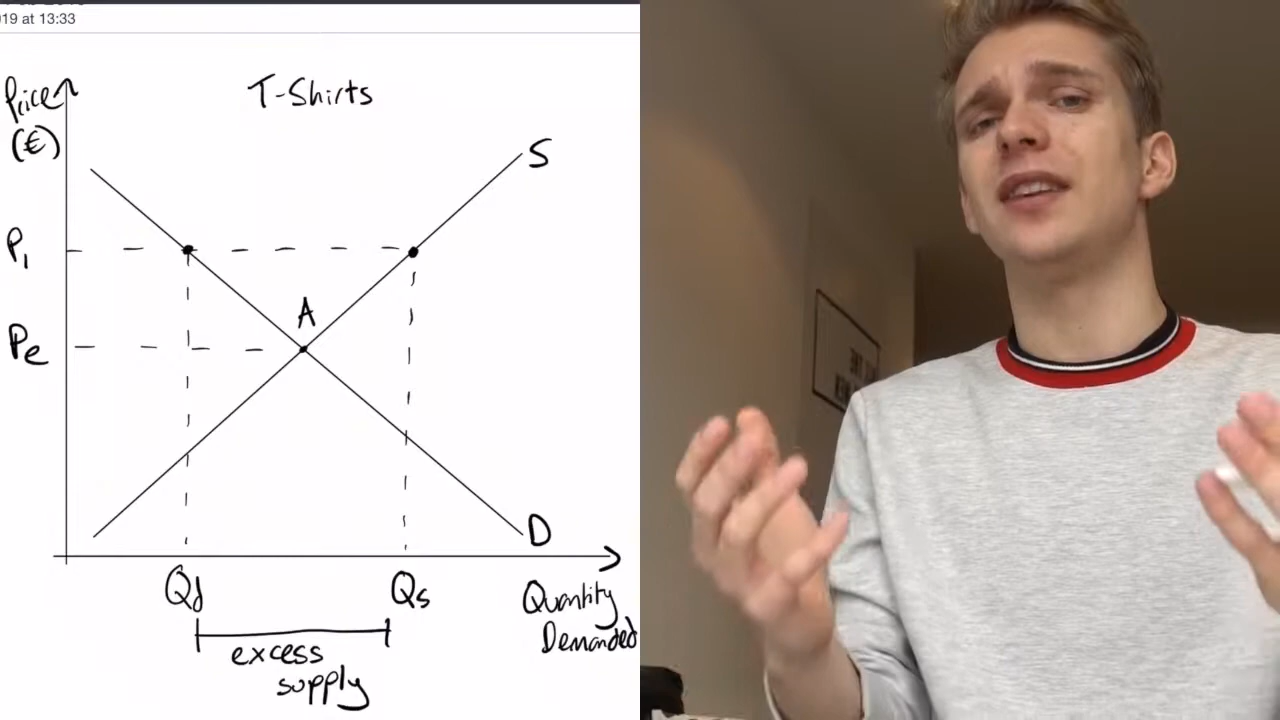 019 at 13:33
T-Shirts
Price
(€)
S
P1
A
Pe
D
Qd
Qs
Quantity
Demanded
excess
supply